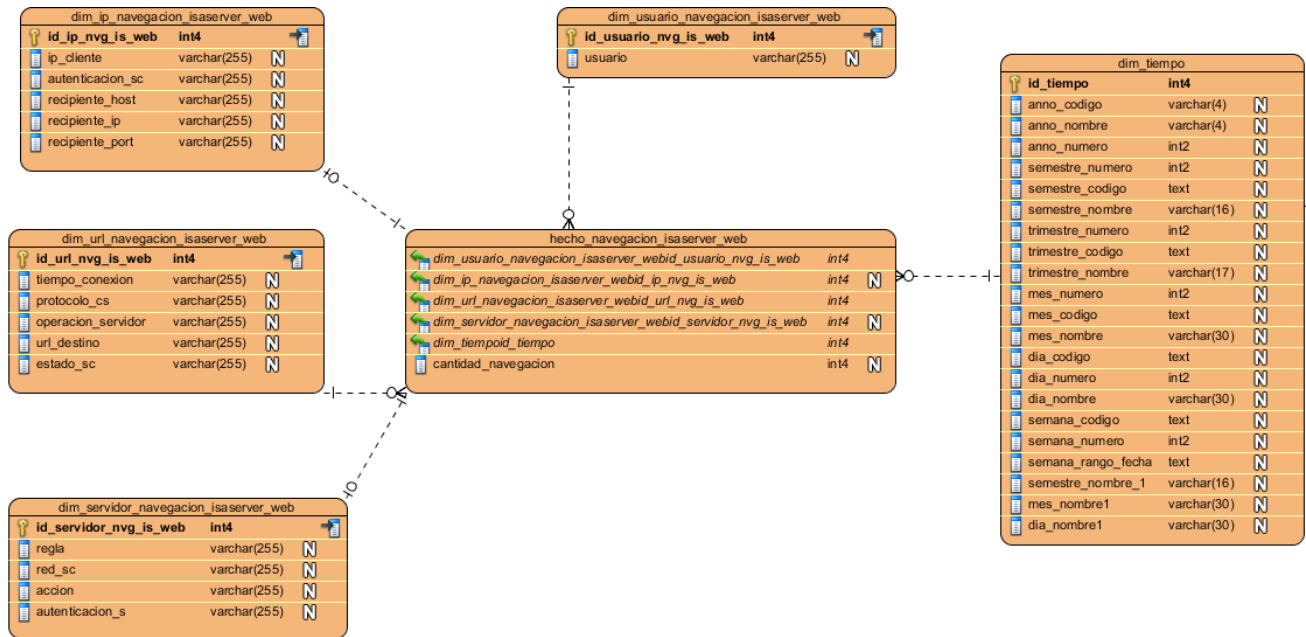 dim_ip_navegacion_isaserver_web
id_ip_nvg_is_web int4
ip_cliente varchar(255) N
autenticacion_sc varchar(255) N
recipiente_host varchar(255) N
recipiente_ip varchar(255) N
recipiente_port varchar(255) N
dim_usuario_navegacion_isaserver_web
id_usuario_nvg_is_web int4
usuario varchar(255) N
dim_url_navegacion_isaserver_web
id_url_nvg_is_web int4
tiempo_conexion varchar(255) N
protocolo_cs varchar(255) N
operacion_servidor varchar(255) N
url_destino varchar(255) N
estado_sc varchar(255) N
hecho_navegacion_isaserver_web
dim_usuario_navegacion_isaserver_webid_usuario_nvg_is_web int4
dim_ip_navegacion_isaserver_webid_ip_nvg_is_web int4 N
dim_url_navegacion_isaserver_webid_url_nvg_is_web int4
dim_servidor_navegacion_isaserver_webid_servidor_nvg_is_web int4 N
dim_tiempoid_tiempo int4
cantidad_navegacion int4 N
dim_servidor_navegacion_isaserver_web
id_servidor_nvg_is_web int4
regla varchar(255) N
red_sc varchar(255) N
accion varchar(255) N
autenticacion_s varchar(255) N
dim_tiempo
id_tiempo int4
anno_codigo varchar(4) N
anno_nombre varchar(4) N
anno_numero int2 N
semestre_numero int2 N
semestre_codigo text N
semestre_nombre varchar(16) N
trimestre_numero int2 N
trimestre_codigo text N
trimestre_nombre varchar(17) N
mes_numero int2 N
mes_codigo text N
mes_nombre varchar(30) N
dia_codigo text N
dia_numero int2 N
dia_nombre varchar(30) N
semana_codigo text N
semana_numero int2 N
semana_rango_fecha text N
semestre_nombre_1 varchar(16) N
mes_nombre1 varchar(30) N
dia_nombre1 varchar(30) N